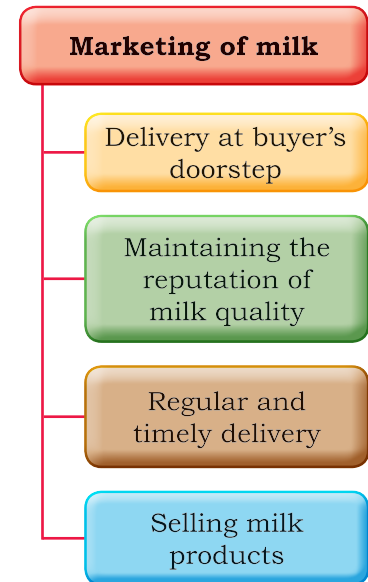 Marketing of milk
Delivery at buyer’s
doorstep
Maintaining the
reputation of
milk quality
Regular and
timely delivery
Selling milk
products